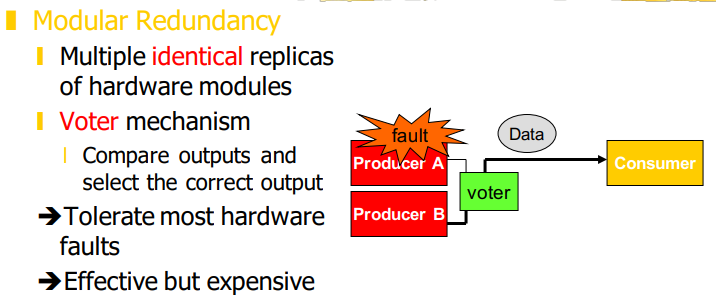 Modular Redundancy
Multiple identical replicas
of hardware modules
Voter mechanism
Compare outputs and
select the correct output
➔Tolerate most hardware
faults
➔Effective but expensive
fault
Data
Producer A
Consumer
voter
Producer B